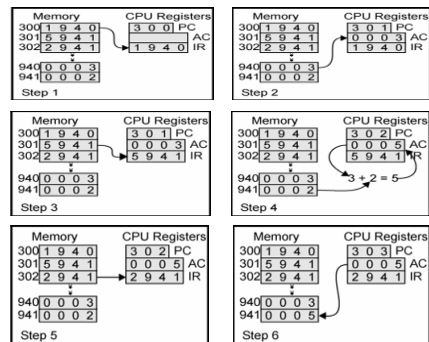 Memory CPU Registers
300 1 9 4 0 3 0 0 PC
301 5 9 4 1 AC
302 2 9 4 1 1 9 4 0 IR
940 0 0 0 3
941 0 0 0 2
Step 1
Memory CPU Registers
300 1 9 4 0 3 0 1 PC
301 5 9 4 1 0 0 0 3 AC
302 2 9 4 1 1 9 4 0 IR
940 0 0 0 3
941 0 0 0 2
Step 2
Memory CPU Registers
300 1 9 4 0 3 0 1 PC
301 5 9 4 1 0 0 0 3 AC
302 2 9 4 1 5 9 4 1 IR
940 0 0 0 3
941 0 0 0 2
Step 3
Memory CPU Registers
300 1 9 4 0 3 0 2 PC
301 5 9 4 1 0 0 0 5 AC
302 2 9 4 1 5 9 4 1 IR
940 0 0 0 3 3 + 2 = 5
941 0 0 0 2
Step 4
Memory CPU Registers
300 1 9 4 0 3 0 2 PC
301 5 9 4 1 0 0 0 5 AC
302 2 9 4 1 2 9 4 1 IR
940 0 0 0 3
941 0 0 0 2
Step 5
Memory CPU Registers
300 1 9 4 0 3 0 3 PC
301 5 9 4 1 0 0 0 5 AC
302 2 9 4 1 2 9 4 1 IR
940 0 0 0 3
941 0 0 0 5
Step 6